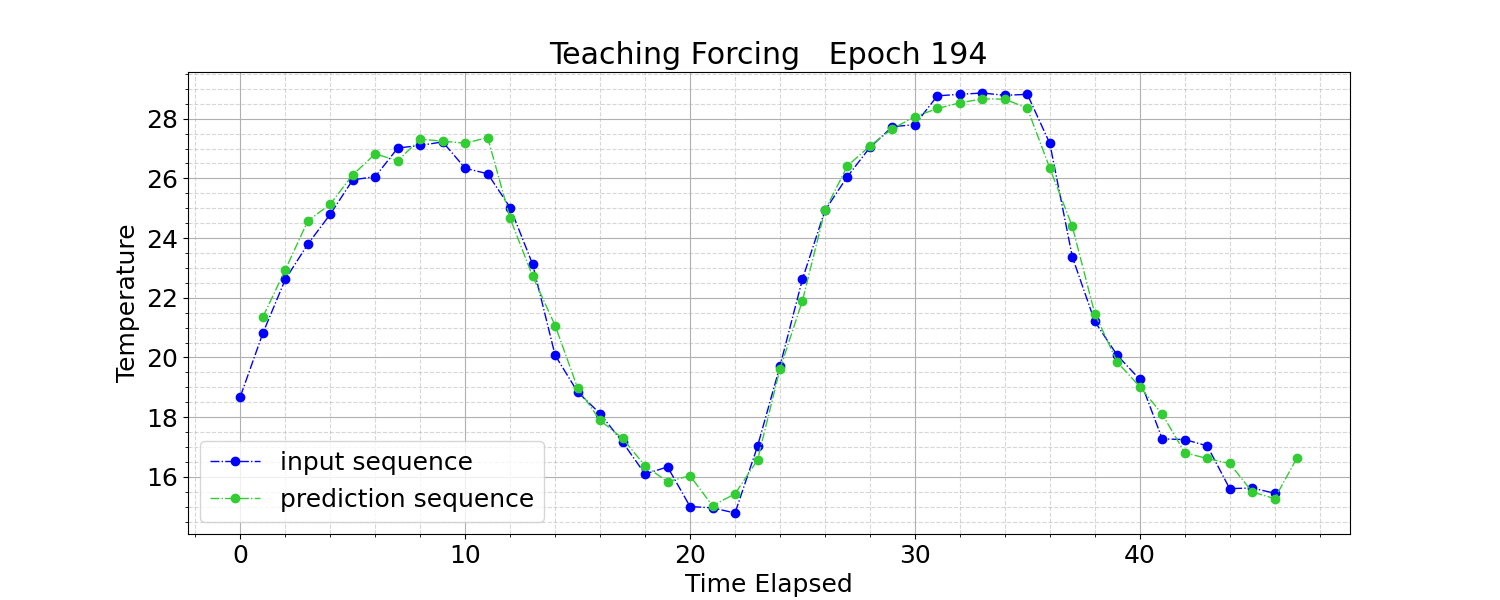 Teaching Forcing   Epoch 194
Temperature
28
26
24
22
20
18
16
input sequence
prediction sequence
0 10 20 30 40
Time Elapsed